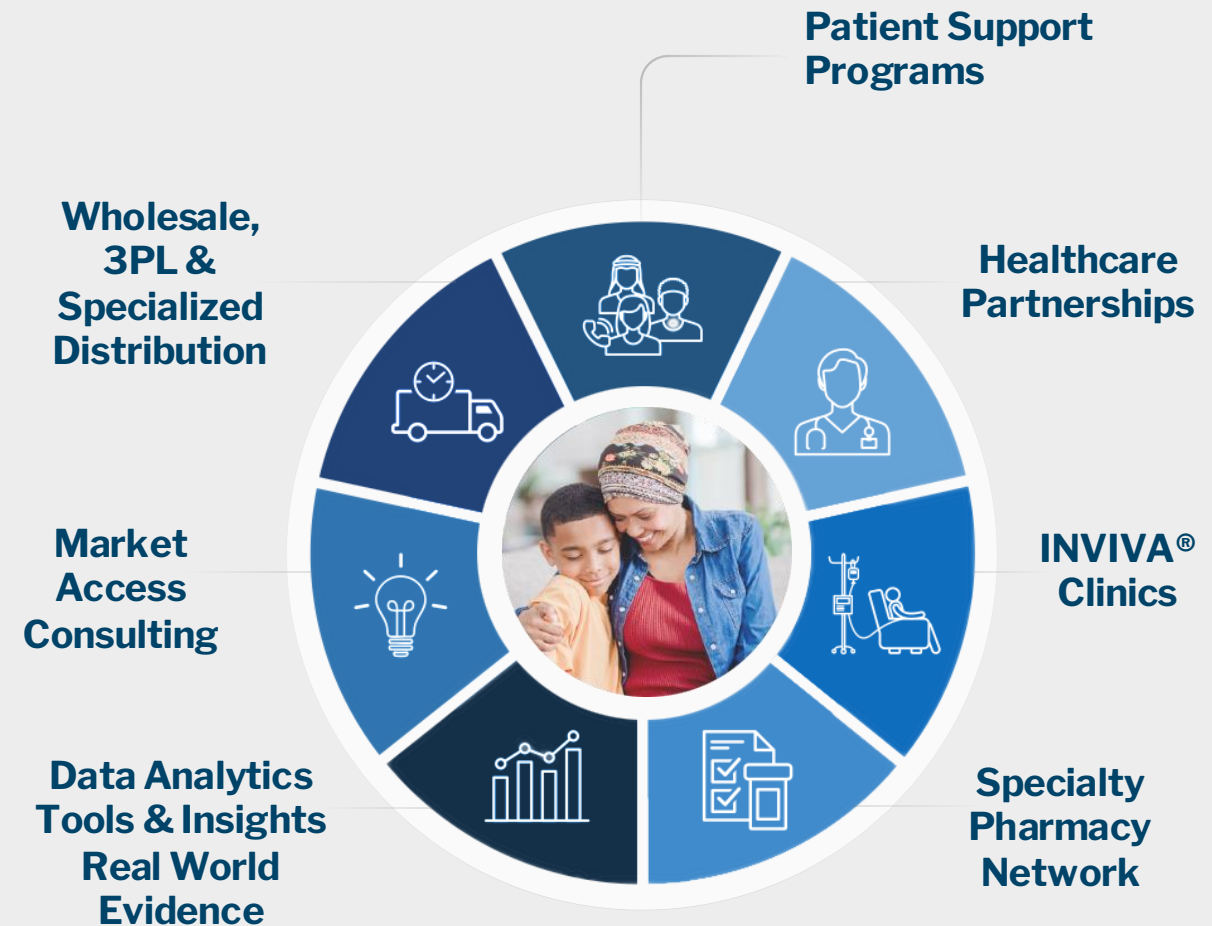 Patient Support
Programs
Wholesale,
3PL &
Specialized
Distribution
Healthcare
Partnerships
Market
Access
Consulting
INVIVA®
Clinics
Data Analytics
Tools & Insights
Real World
Evidence
Specialty
Pharmacy
Network